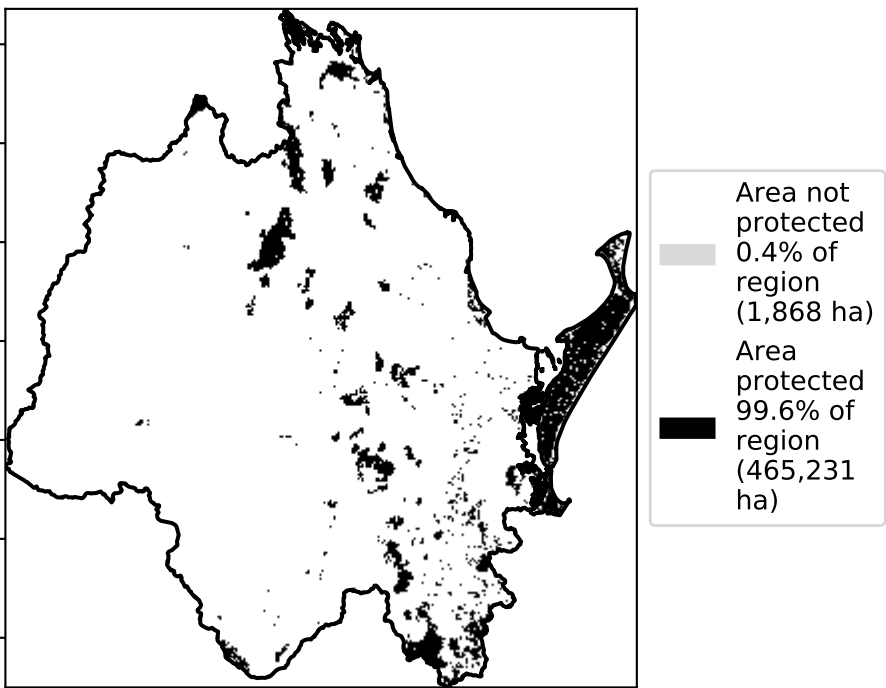 Area not
protected
0.4% of
region
(1,868 ha)
Area
protected
99.6% of
region
(465,231
ha)